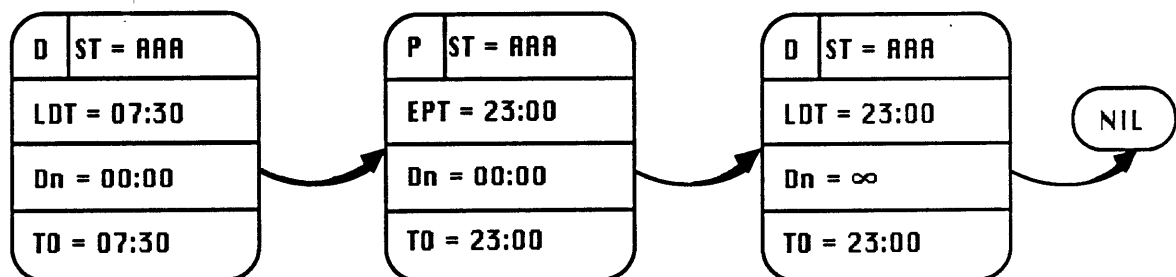 D ST = AAA
LDT = 07:30
Dn = 00:00
TO = 07:30
P ST = AAA
EPT = 23:00
Dn = 00:00
TO = 23:00
D ST = AAA
LDT = 23:00
Dn = ∞
TO = 23:00
NIL